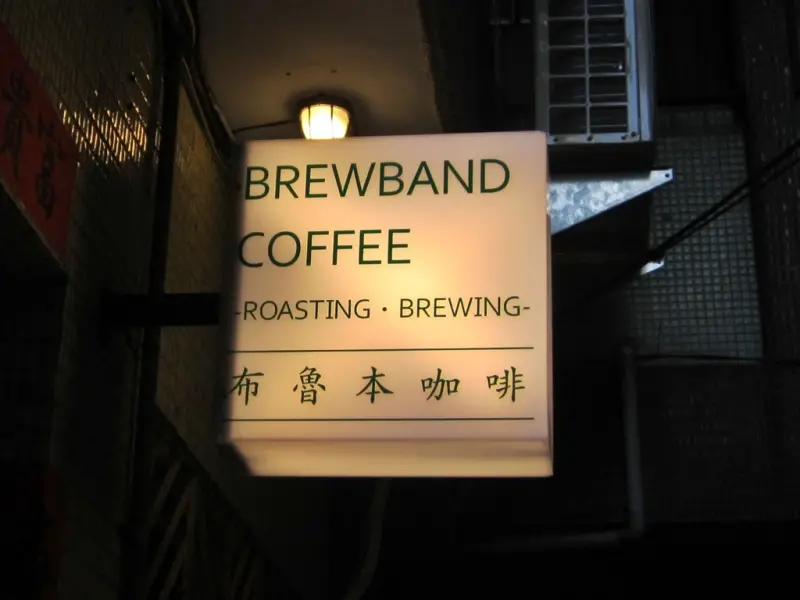 BREWBAND
COFFEE
-ROASTING・BREWING-
布魯本咖啡